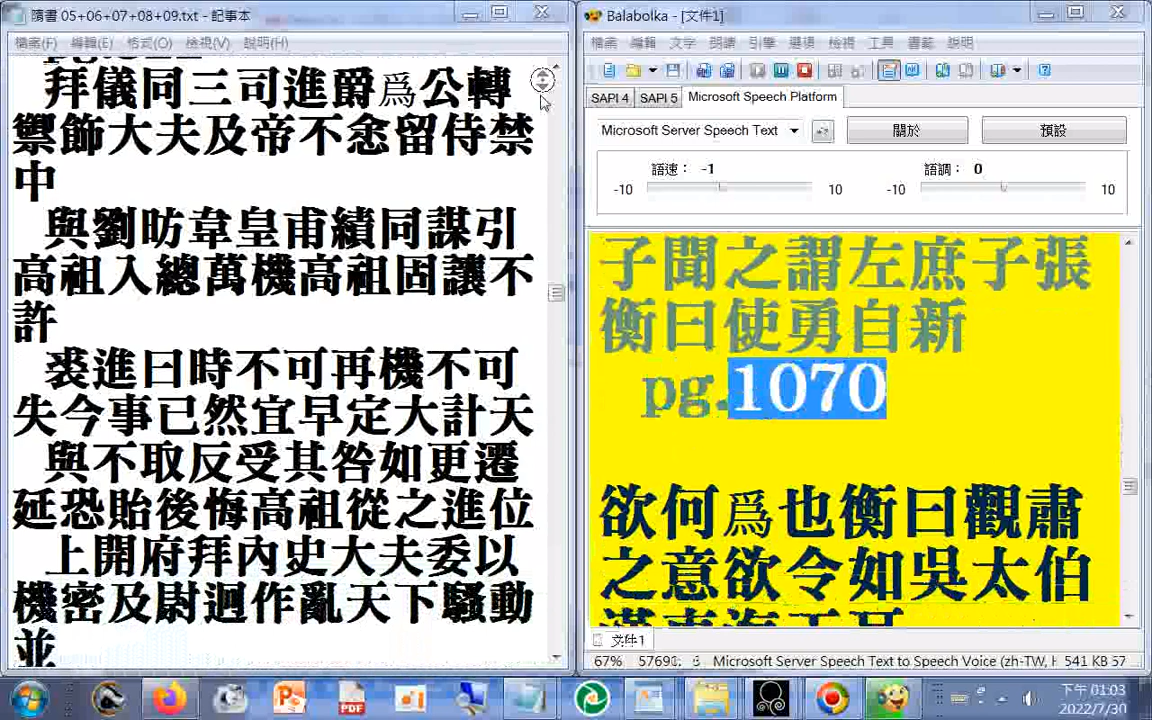 隋書 05+06+07+08+09.txt - 記事本
檔案(F) 編輯(E) 格式(O) 檢視(V) 說明(H)
拜儀同三司進爵爲公轉
禦飾大夫及帝不悆留侍禁
中
與劉昉韋皇甫績同謀引
高祖入總萬機高祖固讓不
許
裘進曰時不可再機不可
失今事已然宜早定大計天
與不取反受其咎如更遷
延恐貽後悔高祖從之進位
上開府拜內史大夫委以
機密及尉迥作亂天下騷動
並
Balabolka - [文件1]
檔案 編輯 文字 朗讀 引擎 選項 檢視 工具 書籤 說明
SAPI 4 SAPI 5 Microsoft Speech Platform
Microsoft Server Speech Text 關於 預設
語速： -1 語調： 0
-10 10 -10 10
子聞之謂左庶子張
衡曰使勇自新
pg.1070
欲何爲也衡曰觀肅
之意欲令如吳太伯
漢東海王耳
文件1
67% Microsoft Server Speech Text to Speech Voice (zh-TW, H 541 KB
下午 01:03
2022/7/30